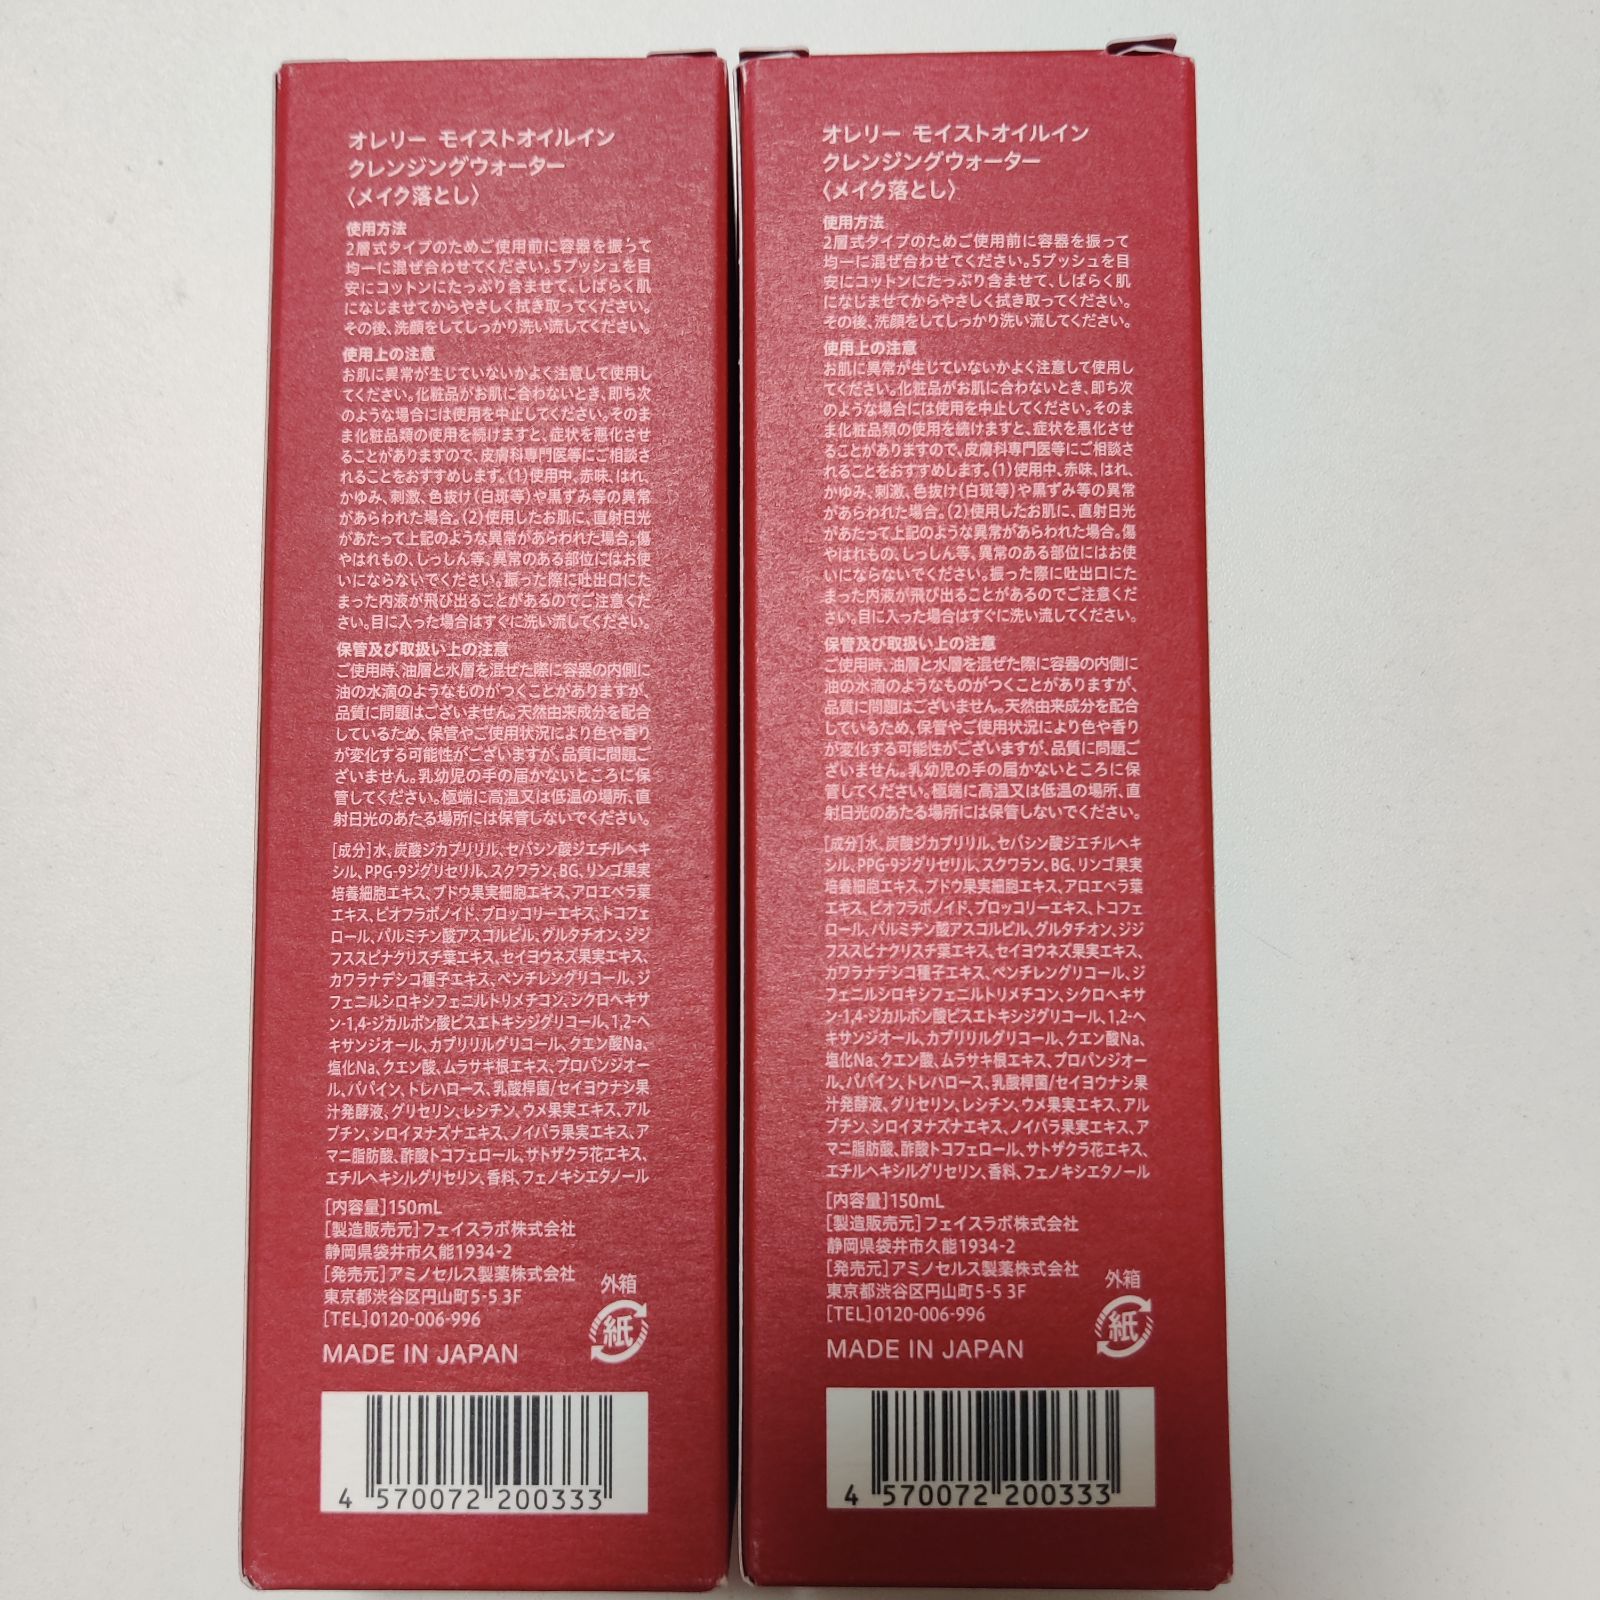 オレリー モイストオイルイン
クレンジングウォーター
〈メイク落とし〉
使用方法
2層式タイプのためご使用前に容器を振って
均一に混ぜ合わせてください。5プッシュを目
安にコットンにたっぷり含ませて、しばらく肌
になじませてからやさしく拭き取ってください。
その後、洗顔をしてしっかり洗い流してください。
使用上の注意
お肌に異常が生じていないかよく注意して使用し
てください。化粧品がお肌に合わないとき、即ち次
のような場合には使用を中止してください。そのま
ま化粧品類の使用を続けますと、症状を悪化させ
ることがありますので、皮膚科専門医等にご相談さ
れることをおすすめします。(1)使用中、赤味、はれ、
かゆみ、刺激、色抜け(白斑等)や黒ずみ等の異常
があらわれた場合。(2)使用したお肌に、直射日光
があたって上記のような異常があらわれた場合。傷
やはれもの、しっしん等、異常のある部位にはお使
いにならないでください。振った際に吐出口にた
まった内液が飛び出ることがあるのでご注意くだ
さい。目に入った場合はすぐに洗い流してください。
保管及び取扱い上の注意
ご使用時、油層と水層を混ぜた際に容器の内側に
油の水滴のようなものがつくことがありますが、
品質に問題はございません。天然由来成分を配合
しているため、保管やご使用状況により色や香り
が変化する可能性がございますが、品質に問題ご
ざいません。乳幼児の手の届かないところに保
管してください。極端に高温又は低温の場所、直
射日光のあたる場所には保管しないでください。
[成分]水、炭酸ジカプリリル、セバシン酸ジエチルヘキ
シル、PPG-9ジグリセリル、スクワラン、BG、リンゴ果実
培養細胞エキス、ブドウ果実細胞エキス、アロエベラ葉
エキス、ビオフラボノイド、ブロッコリーエキス、トコフェ
ロール、パルミチン酸アスコルビル、グルタチオン、ジジ
フススピナクリスチ葉エキス、セイヨウネズ果実エキス、
カワラナデシコ種子エキス、ペンチレングリコール、ジ
フェニルシロキシフェニルトリメチコン、シクロヘキサ
ン-1,4-ジカルボン酸ビスエトキシジグリコール、1,2-ヘ
キサンジオール、カプリリルグリコール、クエン酸Na、
塩化Na、クエン酸、ムラサキ根エキス、プロパンジオー
ル、パパイン、トレハロース、乳酸桿菌/セイヨウナシ果
汁発酵液、グリセリン、レシチン、ウメ果実エキス、アル
ブチン、シロイヌナズナエキス、ノイバラ果実エキス、ア
マニ脂肪酸、酢酸トコフェロール、サトザクラ花エキス、
エチルヘキシルグリセリン、香料、フェノキシエタノール
[内容量]150mL
[製造販売元]フェイスラボ株式会社
静岡県袋井市久能1934-2
[発売元]アミノセルス製薬株式会社
東京都渋谷区円山町5-5 3F
[TEL]0120-006-996
外箱
紙
MADE IN JAPAN
4 570072 200333
オレリー モイストオイルイン
クレンジングウォーター
〈メイク落とし〉
使用方法
2層式タイプのためご使用前に容器を振って
均一に混ぜ合わせてください。5プッシュを目
安にコットンにたっぷり含ませて、しばらく肌
になじませてからやさしく拭き取ってください。
その後、洗顔をしてしっかり洗い流してください。
使用上の注意
お肌に異常が生じていないかよく注意して使用し
てください。化粧品がお肌に合わないとき、即ち次
のような場合には使用を中止してください。そのま
ま化粧品類の使用を続けますと、症状を悪化させ
ることがありますので、皮膚科専門医等にご相談さ
れることをおすすめします。(1)使用中、赤味、はれ、
かゆみ、刺激、色抜け(白斑等)や黒ずみ等の異常
があらわれた場合。(2)使用したお肌に、直射日光
があたって上記のような異常があらわれた場合。傷
やはれもの、しっしん等、異常のある部位にはお使
いにならないでください。振った際に吐出口にた
まった内液が飛び出ることがあるのでご注意くだ
さい。目に入った場合はすぐに洗い流してください。
保管及び取扱い上の注意
ご使用時、油層と水層を混ぜた際に容器の内側に
油の水滴のようなものがつくことがありますが、
品質に問題はございません。天然由来成分を配合
しているため、保管やご使用状況により色や香り
が変化する可能性がございますが、品質に問題ご
ざいません。乳幼児の手の届かないところに保
管してください。極端に高温又は低温の場所、直
射日光のあたる場所には保管しないでください。
[成分]水、炭酸ジカプリリル、セバシン酸ジエチルヘキ
シル、PPG-9ジグリセリル、スクワラン、BG、リンゴ果実
培養細胞エキス、ブドウ果実細胞エキス、アロエベラ葉
エキス、ビオフラボノイド、ブロッコリーエキス、トコフェ
ロール、パルミチン酸アスコルビル、グルタチオン、ジジ
フススピナクリスチ葉エキス、セイヨウネズ果実エキス、
カワラナデシコ種子エキス、ペンチレングリコール、ジ
フェニルシロキシフェニルトリメチコン、シクロヘキサ
ン-1,4-ジカルボン酸ビスエトキシジグリコール、1,2-ヘ
キサンジオール、カプリリルグリコール、クエン酸Na、
塩化Na、クエン酸、ムラサキ根エキス、プロパンジオー
ル、パパイン、トレハロース、乳酸桿菌/セイヨウナシ果
汁発酵液、グリセリン、レシチン、ウメ果実エキス、アル
ブチン、シロイヌナズナエキス、ノイバラ果実エキス、ア
マニ脂肪酸、酢酸トコフェロール、サトザクラ花エキス、
エチルヘキシルグリセリン、香料、フェノキシエタノール
[内容量]150mL
[製造販売元]フェイスラボ株式会社
静岡県袋井市久能1934-2
[発売元]アミノセルス製薬株式会社
東京都渋谷区円山町5-5 3F
[TEL]0120-006-996
外箱
紙
MADE IN JAPAN
4 570072 200333